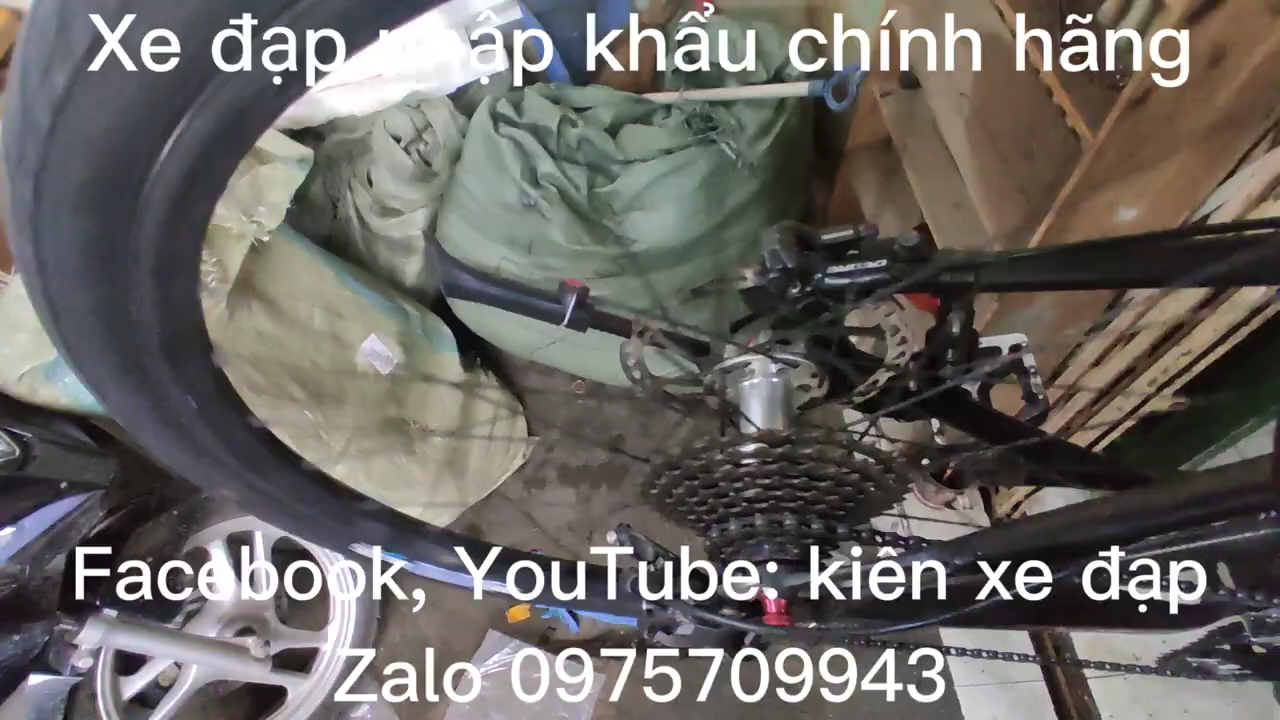 Xe đạp nhập khẩu chính hãng
Facebook, YouTube: kiên xe đạp
Zalo 0975709943